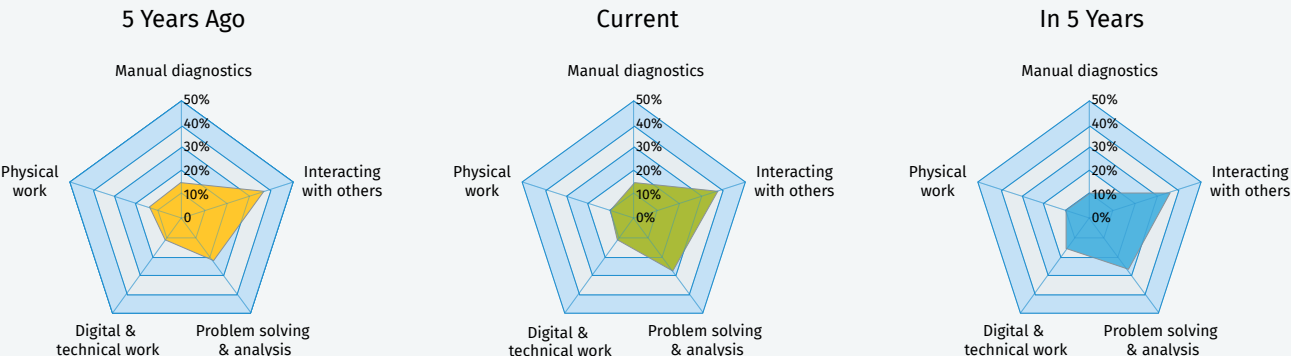 5 Years Ago
Manual diagnostics
50%
40%
30%
20%
10%
0
Physical
work
Interacting
with others
Digital &
technical work
Problem solving
& analysis
Current
Manual diagnostics
50%
40%
30%
20%
10%
0%
Physical
work
Interacting
with others
Digital &
technical work
Problem solving
& analysis
In 5 Years
Manual diagnostics
50%
40%
30%
20%
10%
0%
Physical
work
Interacting
with others
Digital &
technical work
Problem solving
& analysis